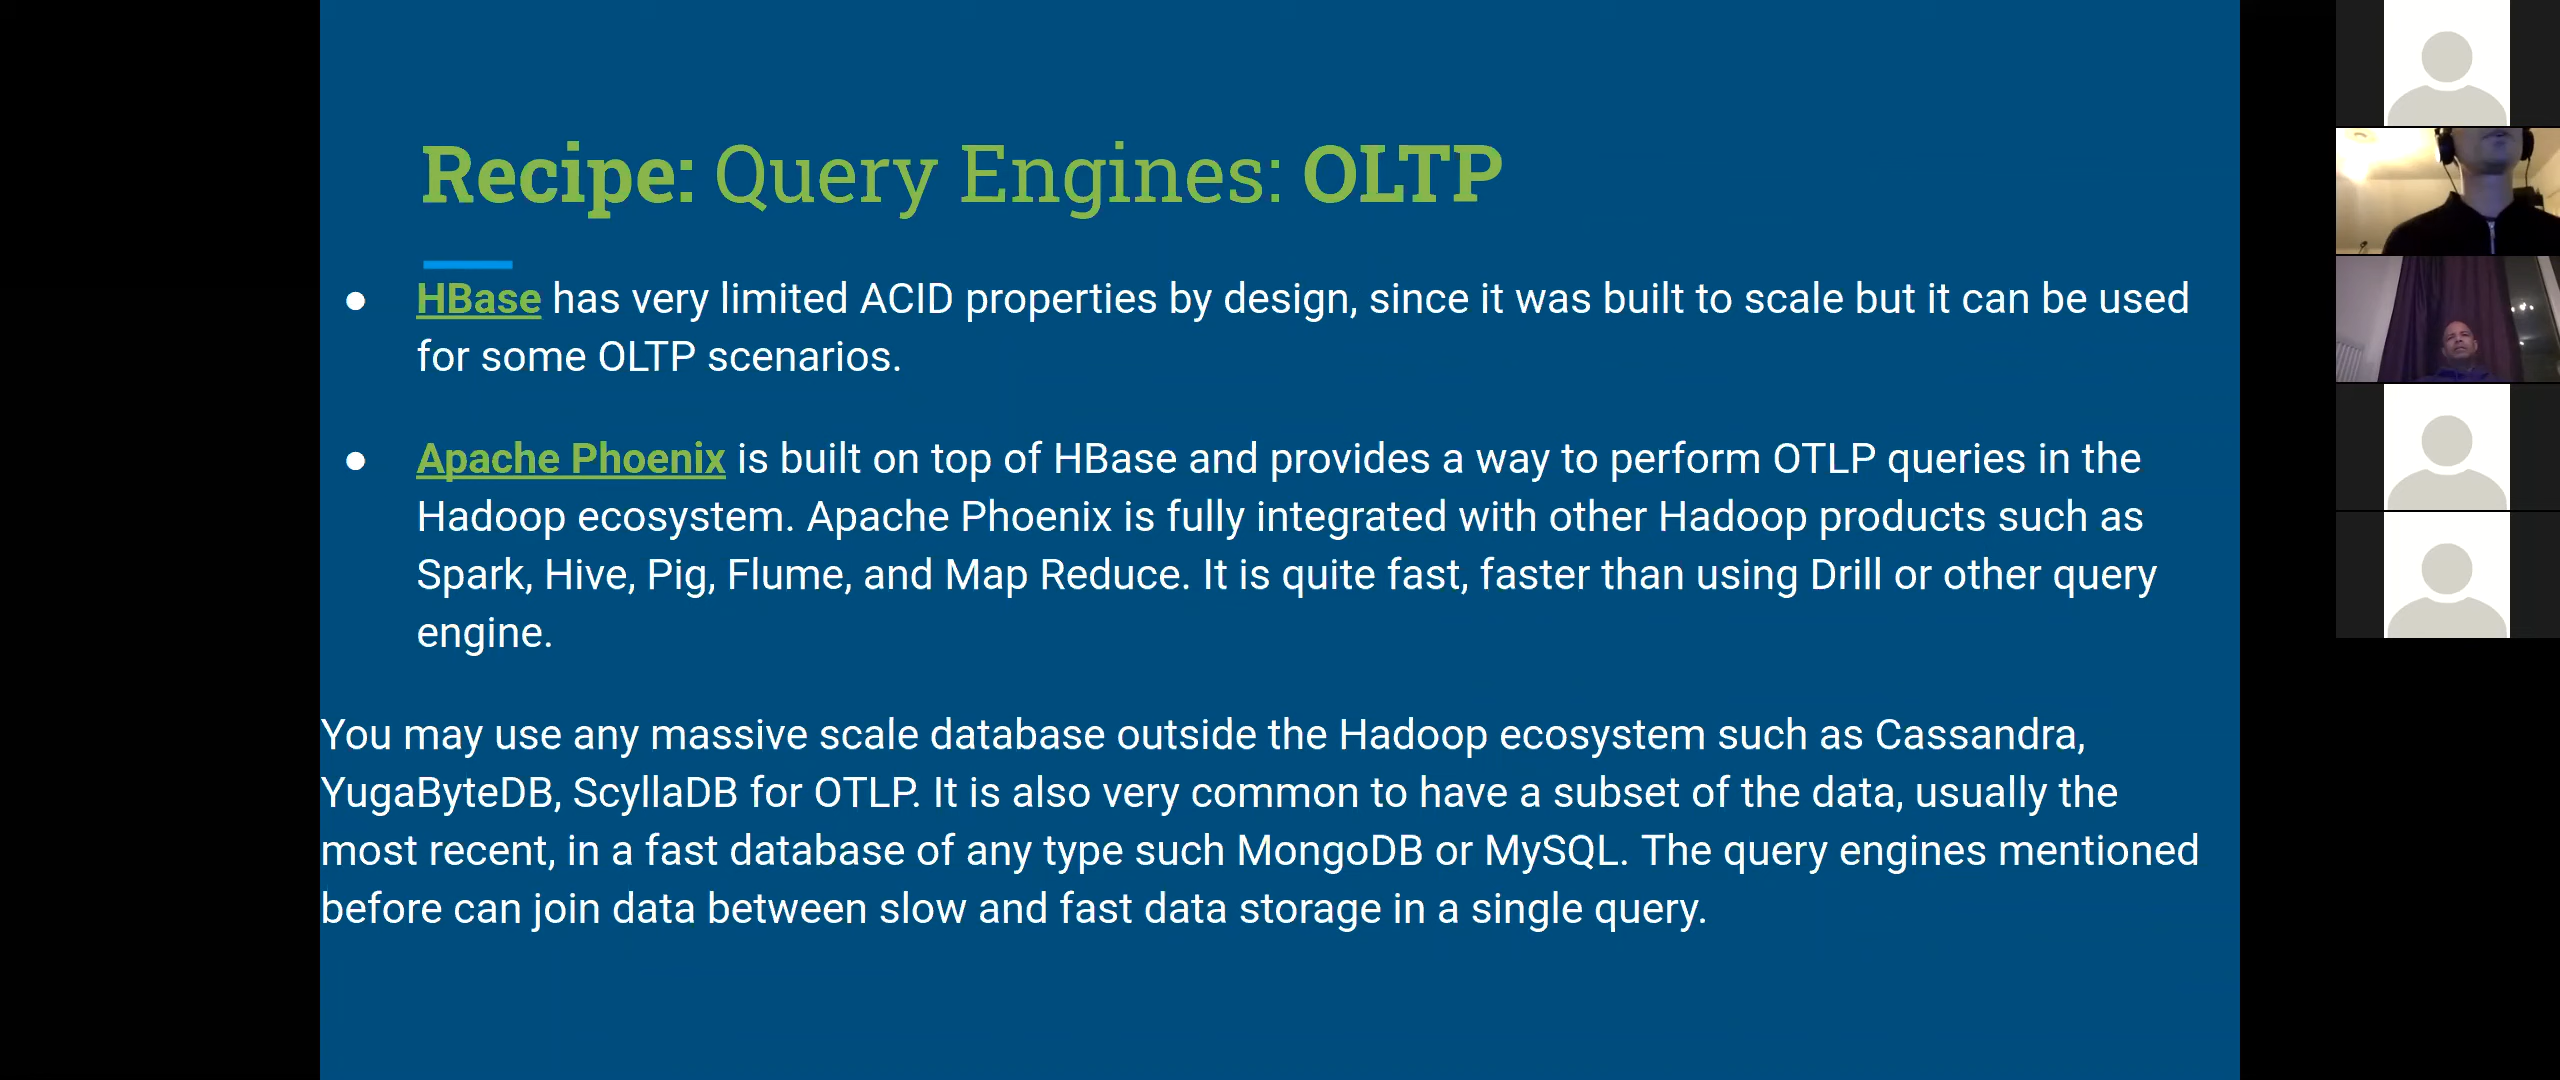 Recipe: Query Engines: OLTP
● HBase has very limited ACID properties by design, since it was built to scale but it can be used
for some OLTP scenarios.
● Apache Phoenix is built on top of HBase and provides a way to perform OTLP queries in the
Hadoop ecosystem. Apache Phoenix is fully integrated with other Hadoop products such as
Spark, Hive, Pig, Flume, and Map Reduce. It is quite fast, faster than using Drill or other query
engine.
You may use any massive scale database outside the Hadoop ecosystem such as Cassandra,
YugaByteDB, ScyllaDB for OTLP. It is also very common to have a subset of the data, usually the
most recent, in a fast database of any type such MongoDB or MySQL. The query engines mentioned
before can join data between slow and fast data storage in a single query.